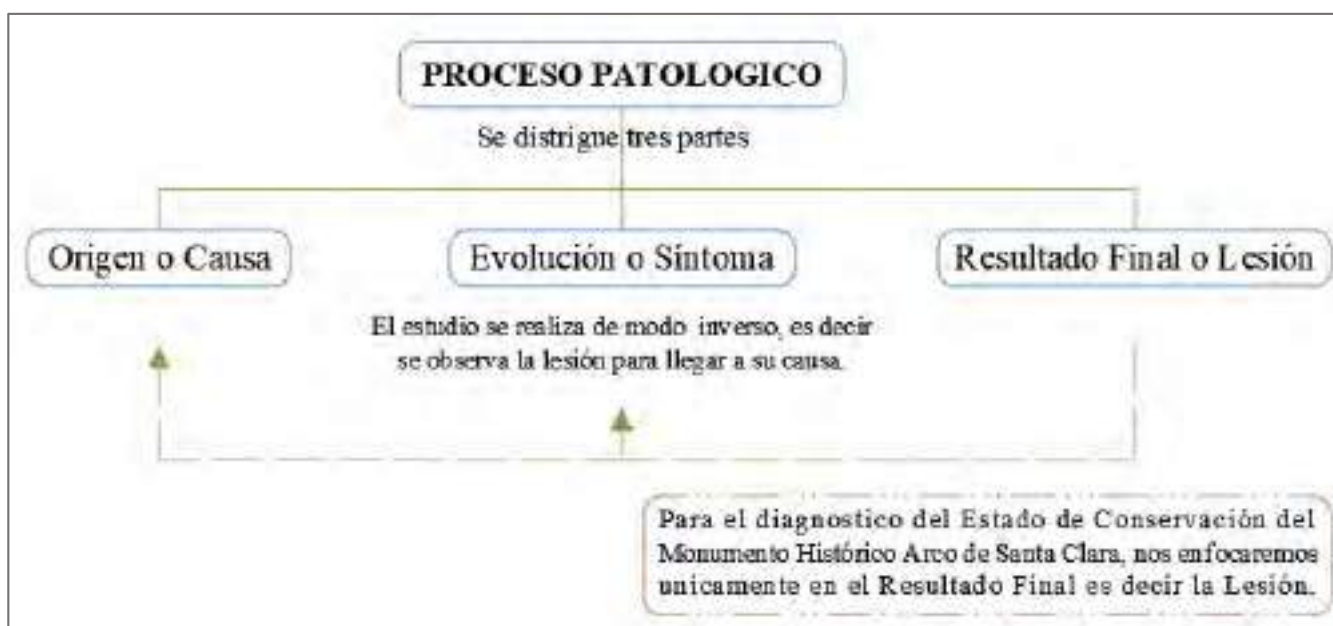 PROCESO PATOLOGICO
Se distrigue tres partes
Origen o Causa
Evolución o Síntoma
Resultado Final o Lesión
El estudio se realiza de modo inverso, es decir
se observa la lesión para llegar a su causa.
Para el diagnostico del Estado de Conservación del
Monumento Histórico Arco de Santa Clara, nos enfocaremos
unicamente en el Resultado Final es decir la Lesión.